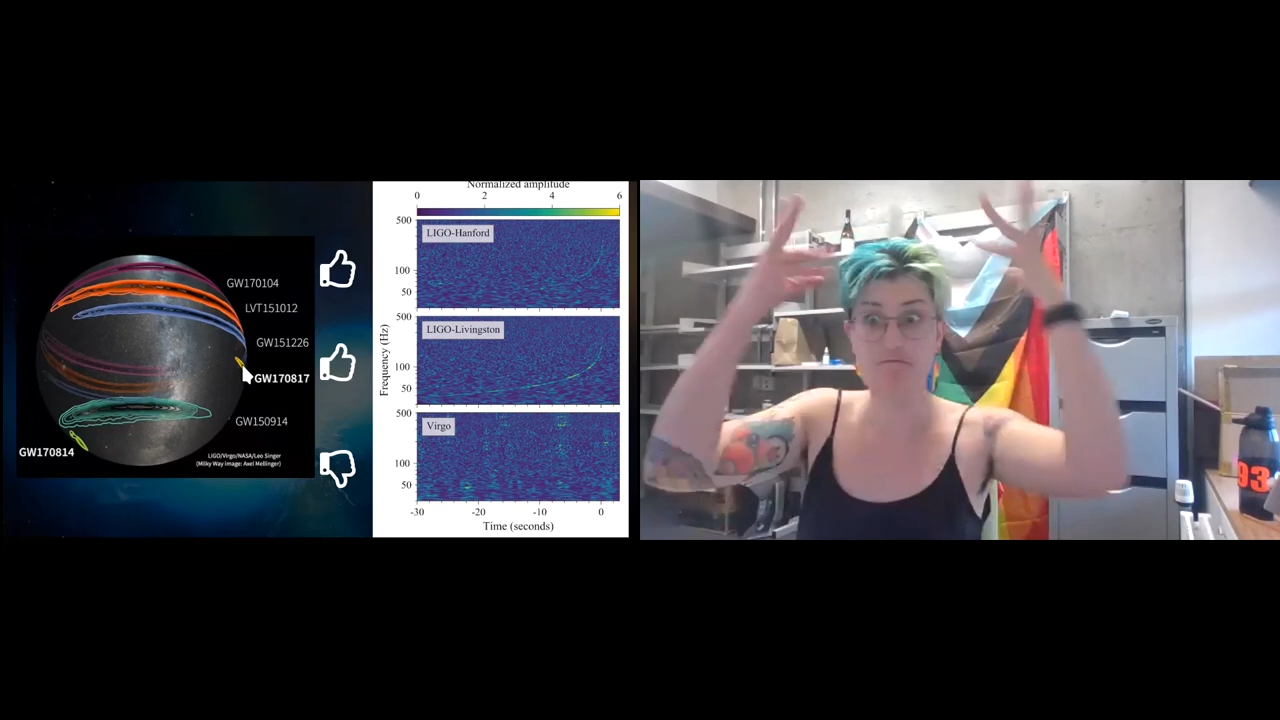 GW170104
LVT151012
GW151226
GW170817
GW150914
GW170814
LIGO/Virgo/NASA/Leo Singer
(Milky Way image: Axel Mellinger)
Normalized amplitude
0 2 4 6
500
LIGO-Hanford
100
50
500
LIGO-Livingston
100
50
500
Virgo
100
50
Frequency (Hz)
-30 -20 -10 0
Time (seconds)
93